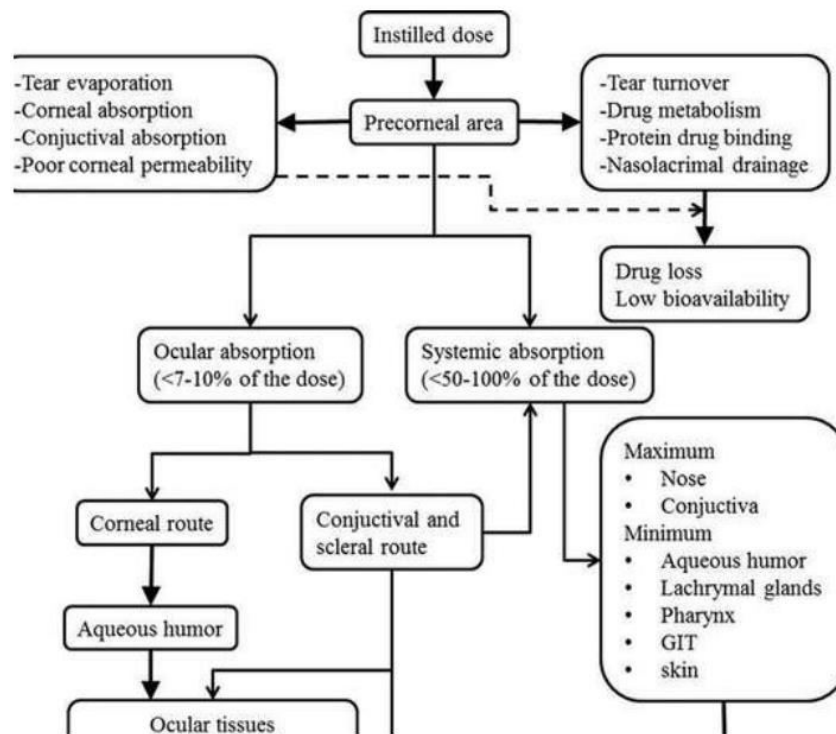 Instilled dose
-Tear evaporation
-Corneal absorption
-Conjuctival absorption
-Poor corneal permeability
Precorneal area
-Tear turnover
-Drug metabolism
-Protein drug binding
-Nasolacrimal drainage
Drug loss
Low bioavailability
Ocular absorption
(<7-10% of the dose)
Systemic absorption
(<50-100% of the dose)
Corneal route
Conjuctival and
scleral route
Maximum
• Nose
• Conjuctiva
Minimum
• Aqueous humor
• Lachrymal glands
• Pharynx
• GIT
• skin
Aqueous humor
Ocular tissues